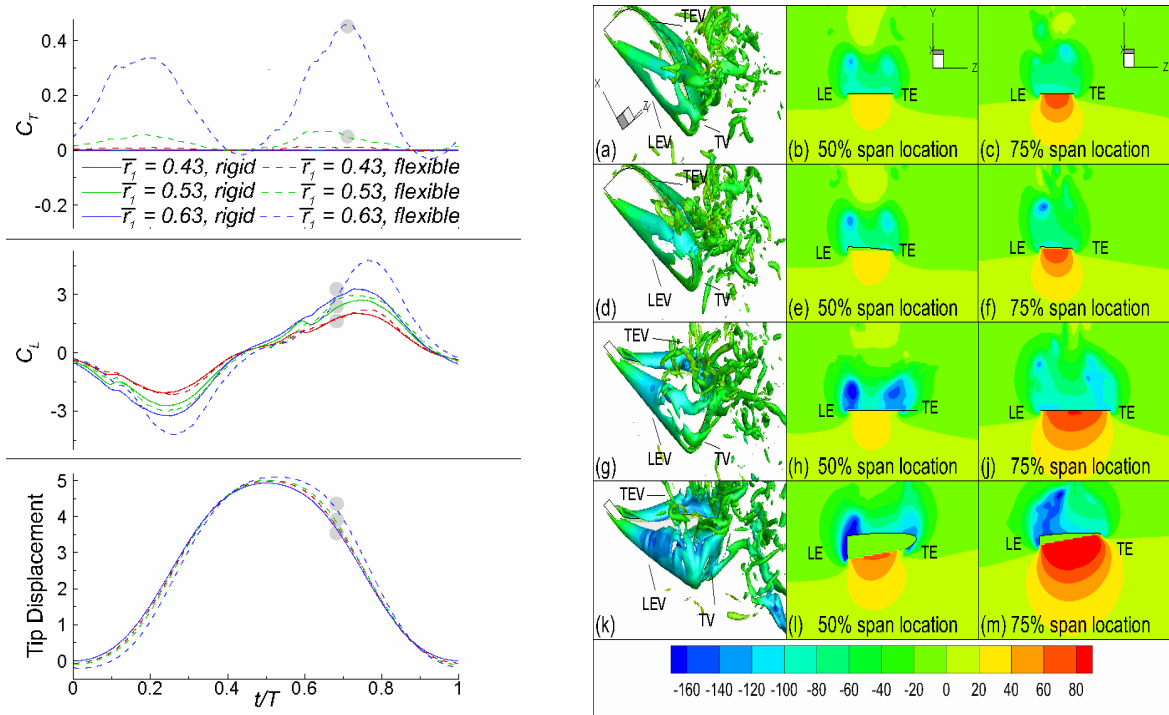 C_T
0.4
0.2
0
-0.2
r̄₁ = 0.43, rigid
r̄₁ = 0.43, flexible
r̄₁ = 0.53, rigid
r̄₁ = 0.53, flexible
r̄₁ = 0.63, rigid
r̄₁ = 0.63, flexible
C_L
3
0
-3
Tip Displacement
5
4
3
2
1
0
0 0.2 0.4 0.6 0.8 1
t/T
TEV
X
Z
LEV
TV
(a)
Y
X
Z
LE
TE
(b) 50% span location
Y
X
Z
LE
TE
(c) 75% span location
TEV
LEV
TV
(d)
LE
TE
(e) 50% span location
LE
TE
(f) 75% span location
TEV
LEV
TV
(g)
LE
TE
(h) 50% span location
LE
TE
(j) 75% span location
TEV
LEV
TV
(k)
LE
TE
(l) 50% span location
LE
TE
(m) 75% span location
-160 -140 -120 -100 -80 -60 -40 -20 0 20 40 60 80